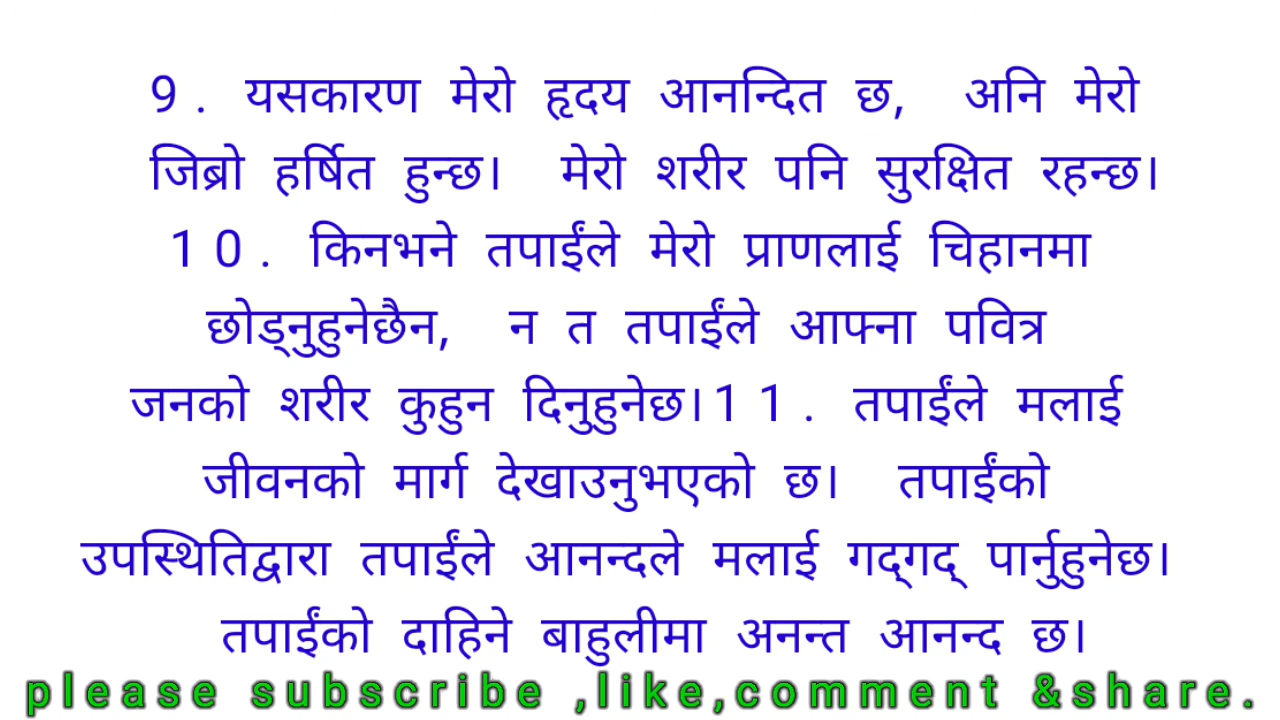 9. यसकारण मेरो हृदय आनन्दित छ, अनि मेरो
जिब्रो हर्षित हुन्छ। मेरो शरीर पनि सुरक्षित रहन्छ।
10. किनभने तपाईंले मेरो प्राणलाई चिहानमा
छोड्नुहुनेछैन, न त तपाईंले आफ्ना पवित्र
जनको शरीर कुहुन दिनुहुनेछ।11. तपाईंले मलाई
जीवनको मार्ग देखाउनुभएको छ। तपाईंको
उपस्थितिद्वारा तपाईंले आनन्दले मलाई गद्‌गद् पार्नुहुनेछ।
तपाईंको दाहिने बाहुलीमा अनन्त आनन्द छ।
please subscribe ,like,comment &share.